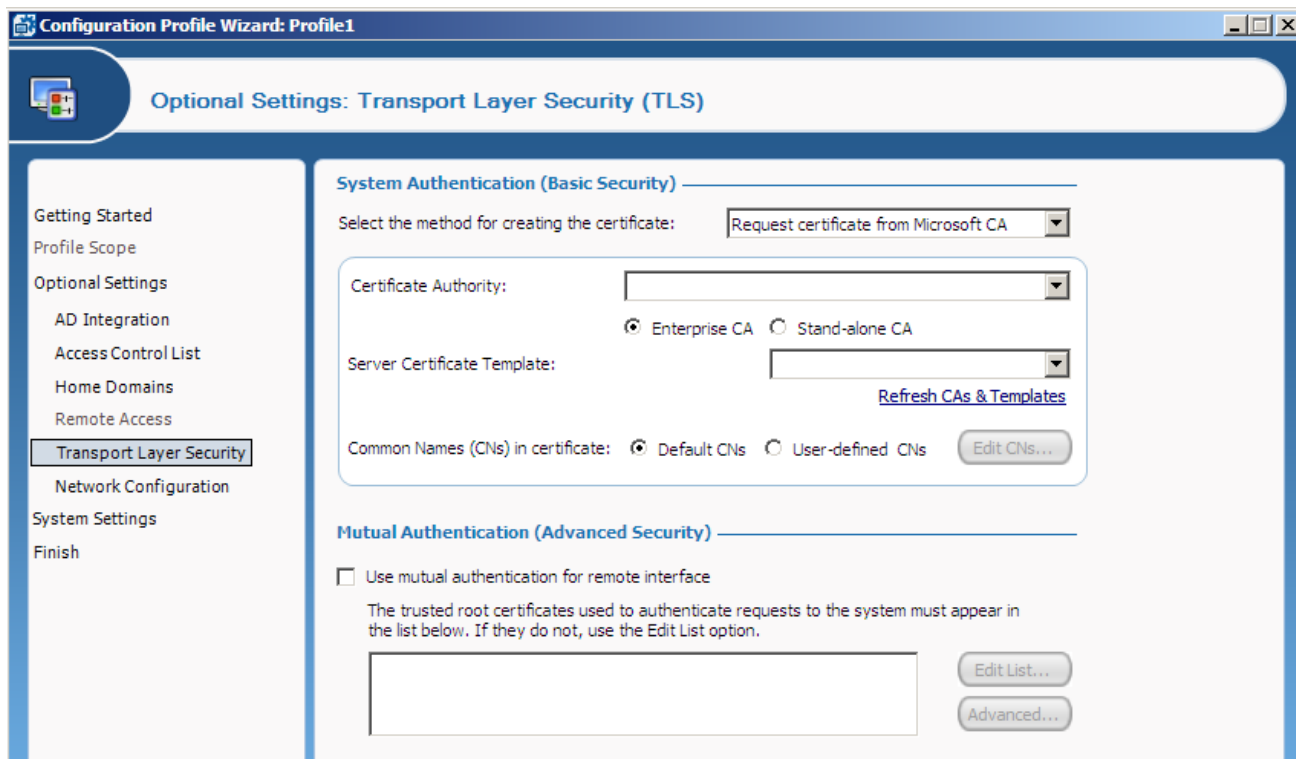 Configuration Profile Wizard: Profile1
Optional Settings: Transport Layer Security (TLS)
Getting Started
Profile Scope
Optional Settings
AD Integration
Access Control List
Home Domains
Remote Access
Transport Layer Security
Network Configuration
System Settings
Finish
System Authentication (Basic Security)
Select the method for creating the certificate: Request certificate from Microsoft CA
Certificate Authority:
Enterprise CA Stand-alone CA
Server Certificate Template:
Refresh CAs & Templates
Common Names (CNs) in certificate: Default CNs User-defined CNs Edit CNs...
Mutual Authentication (Advanced Security)
Use mutual authentication for remote interface
The trusted root certificates used to authenticate requests to the system must appear in
the list below. If they do not, use the Edit List option.
Edit List...
Advanced...